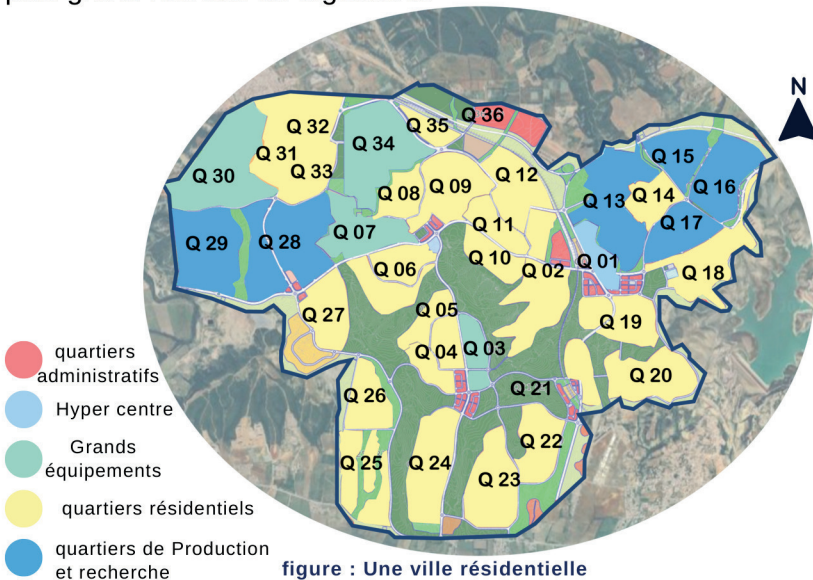 N
Q 36
Q 32
Q 35
Q 34
Q 31
Q 33
Q 30
Q 12
Q 15
Q 16
Q 14
Q 13
Q 17
Q 09
Q 08
Q 11
Q 07
Q 29
Q 28
Q 10
Q 02
Q 01
Q 18
Q 06
Q 05
Q 27
Q 19
Q 04
Q 03
Q 20
Q 21
Q 26
Q 22
Q 25
Q 24
Q 23
quartiers
administratifs
Hyper centre
Grands
équipements
quartiers résidentiels
quartiers de Production
et recherche
figure : Une ville résidentielle